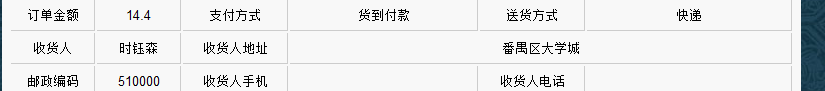 订单金额 14.4 支付方式 货到付款 送货方式 快递
收货人 时钰森 收货人地址 番禺区大学城
邮政编码 510000 收货人手机 收货人电话